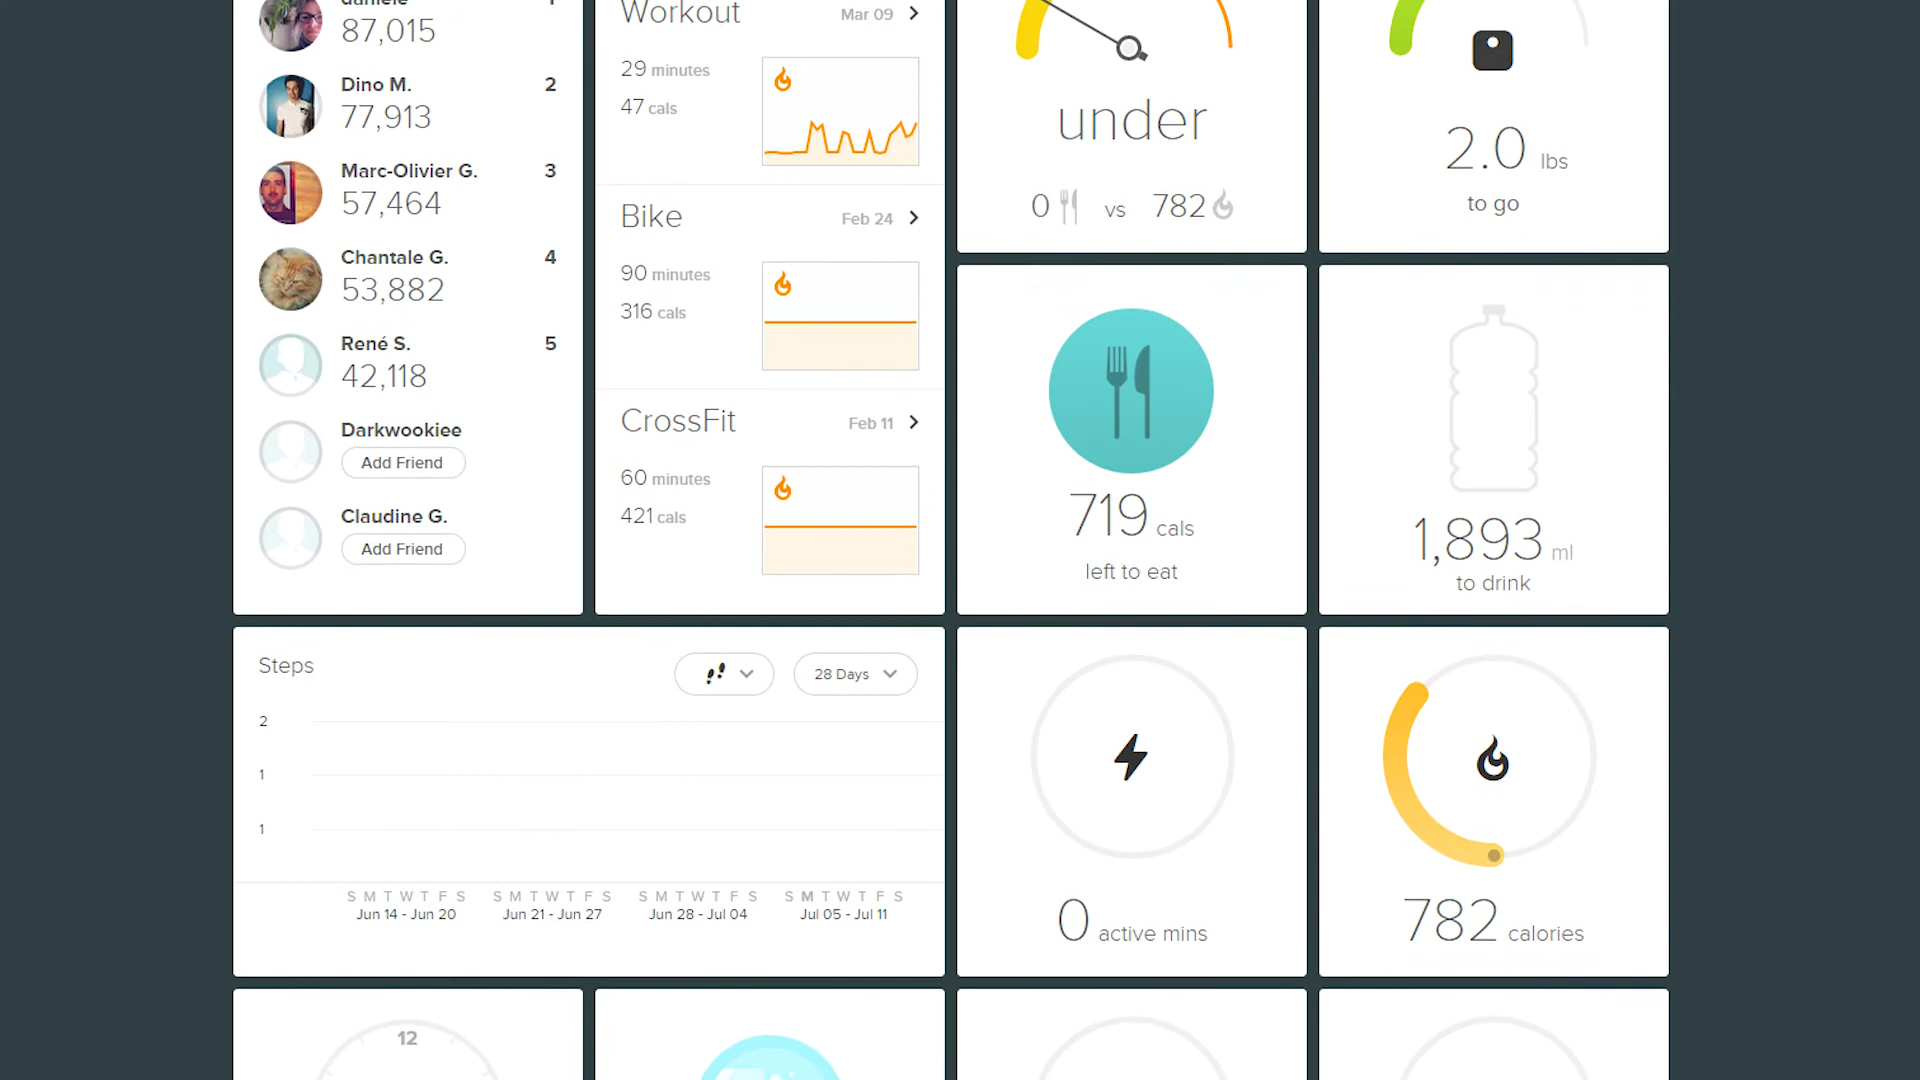 87,015
Dino M.
2
77,913
Marc-Olivier G.
3
57,464
Chantale G.
4
53,882
René S.
5
42,118
Darkwookiee
Add Friend
Claudine G.
Add Friend
Workout
Mar 09
29 minutes
47 cals
Bike
Feb 24
90 minutes
316 cals
CrossFit
Feb 11
60 minutes
421 cals
under
0 vs 782
2.0 lbs
to go
719 cals
left to eat
1,893 ml
to drink
Steps
28 Days
2
1
1
S M T W T F S S M T W T F S S M T W T F S S M T W T F S
Jun 14 - Jun 20 Jun 21 - Jun 27 Jun 28 - Jul 04 Jul 05 - Jul 11
0 active mins
782 calories
12